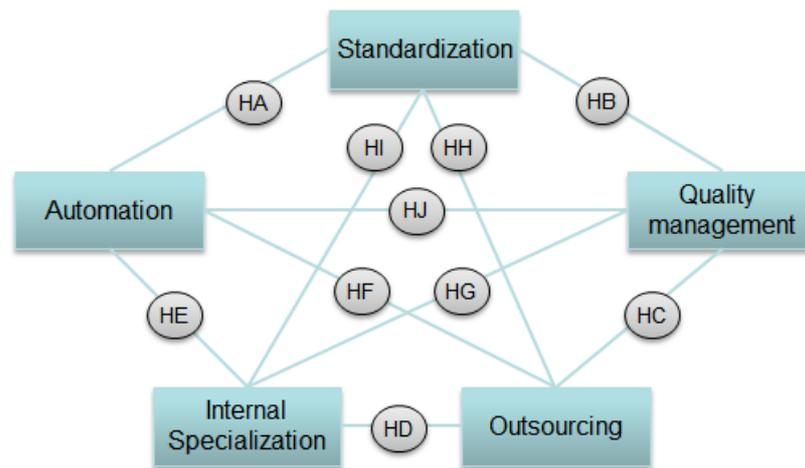 Standardization
HA
HB
HI
HH
Automation
HJ
Quality
management
HF
HG
HE
HC
Internal
Specialization
HD
Outsourcing